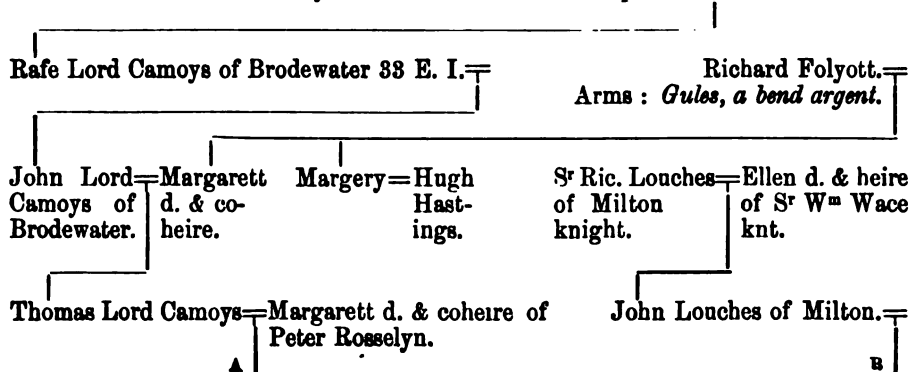 Rafe Lord Camoys of Brodewater 33 E. I.=
Richard Folyott.=
Arms : Gules, a bend argent.
John Lord=Margarett
Camoys of d. & co-
Brodewater. heire.
Margery=Hugh
Hast-
ings.
Sʳ Ric. Louches=Ellen d. & heire
of Milton of Sʳ Wᵐ Wace
knight. knt.
Thomas Lord Camoys=Margarett d. & coheire of
Peter Rosselyn.
John Louches of Milton.=
A
B